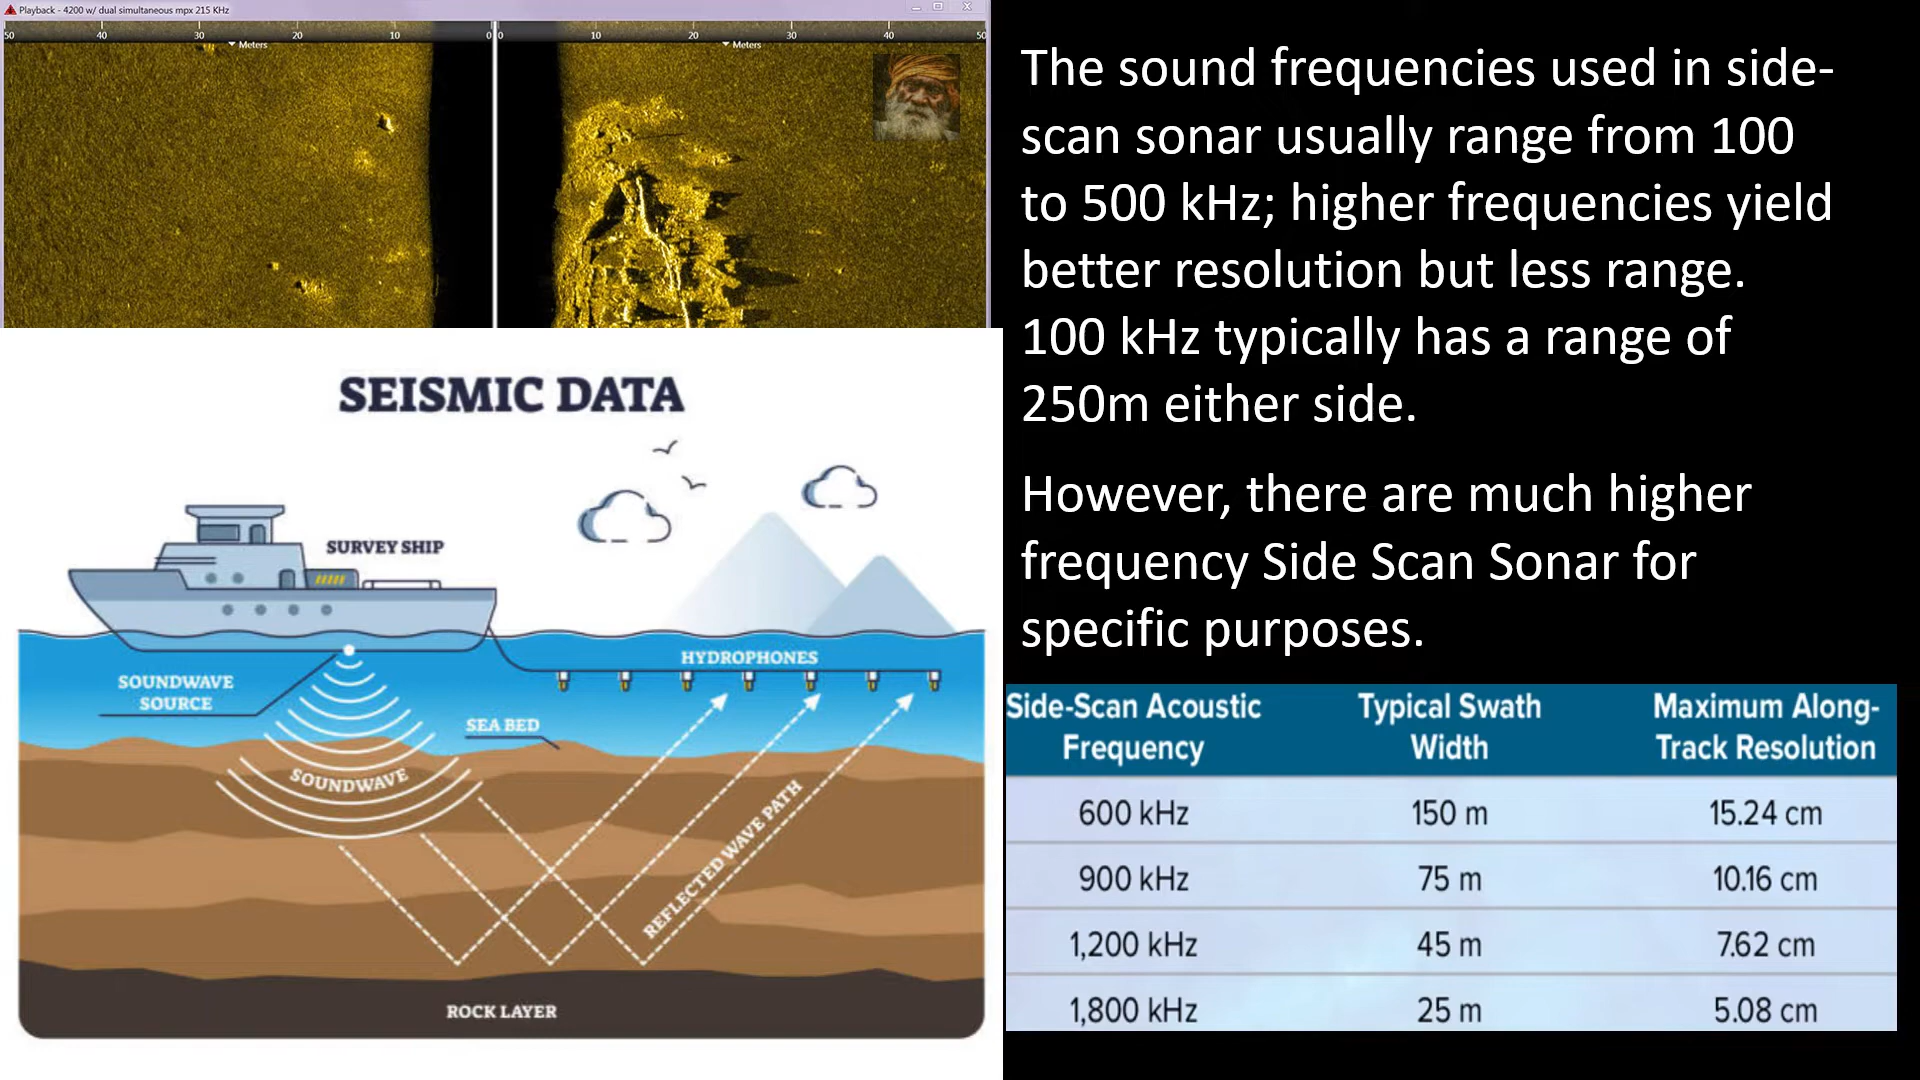 Playback - 4200 w/ dual simultaneous mpx 215 KHz
50 40 30 20 10 0 0 10 20 30 40 50
Meters Meters
The sound frequencies used in side-
scan sonar usually range from 100
to 500 kHz; higher frequencies yield
better resolution but less range.
100 kHz typically has a range of
250m either side.
However, there are much higher
frequency Side Scan Sonar for
specific purposes.
SEISMIC DATA
SURVEY SHIP
HYDROPHONES
SOUNDWAVE
SOURCE
SEA BED
SOUNDWAVE
REFLECTED WAVE PATH
ROCK LAYER
Side-Scan Acoustic Typical Swath Maximum Along-
Frequency Width Track Resolution
600 kHz 150 m 15.24 cm
900 kHz 75 m 10.16 cm
1,200 kHz 45 m 7.62 cm
1,800 kHz 25 m 5.08 cm